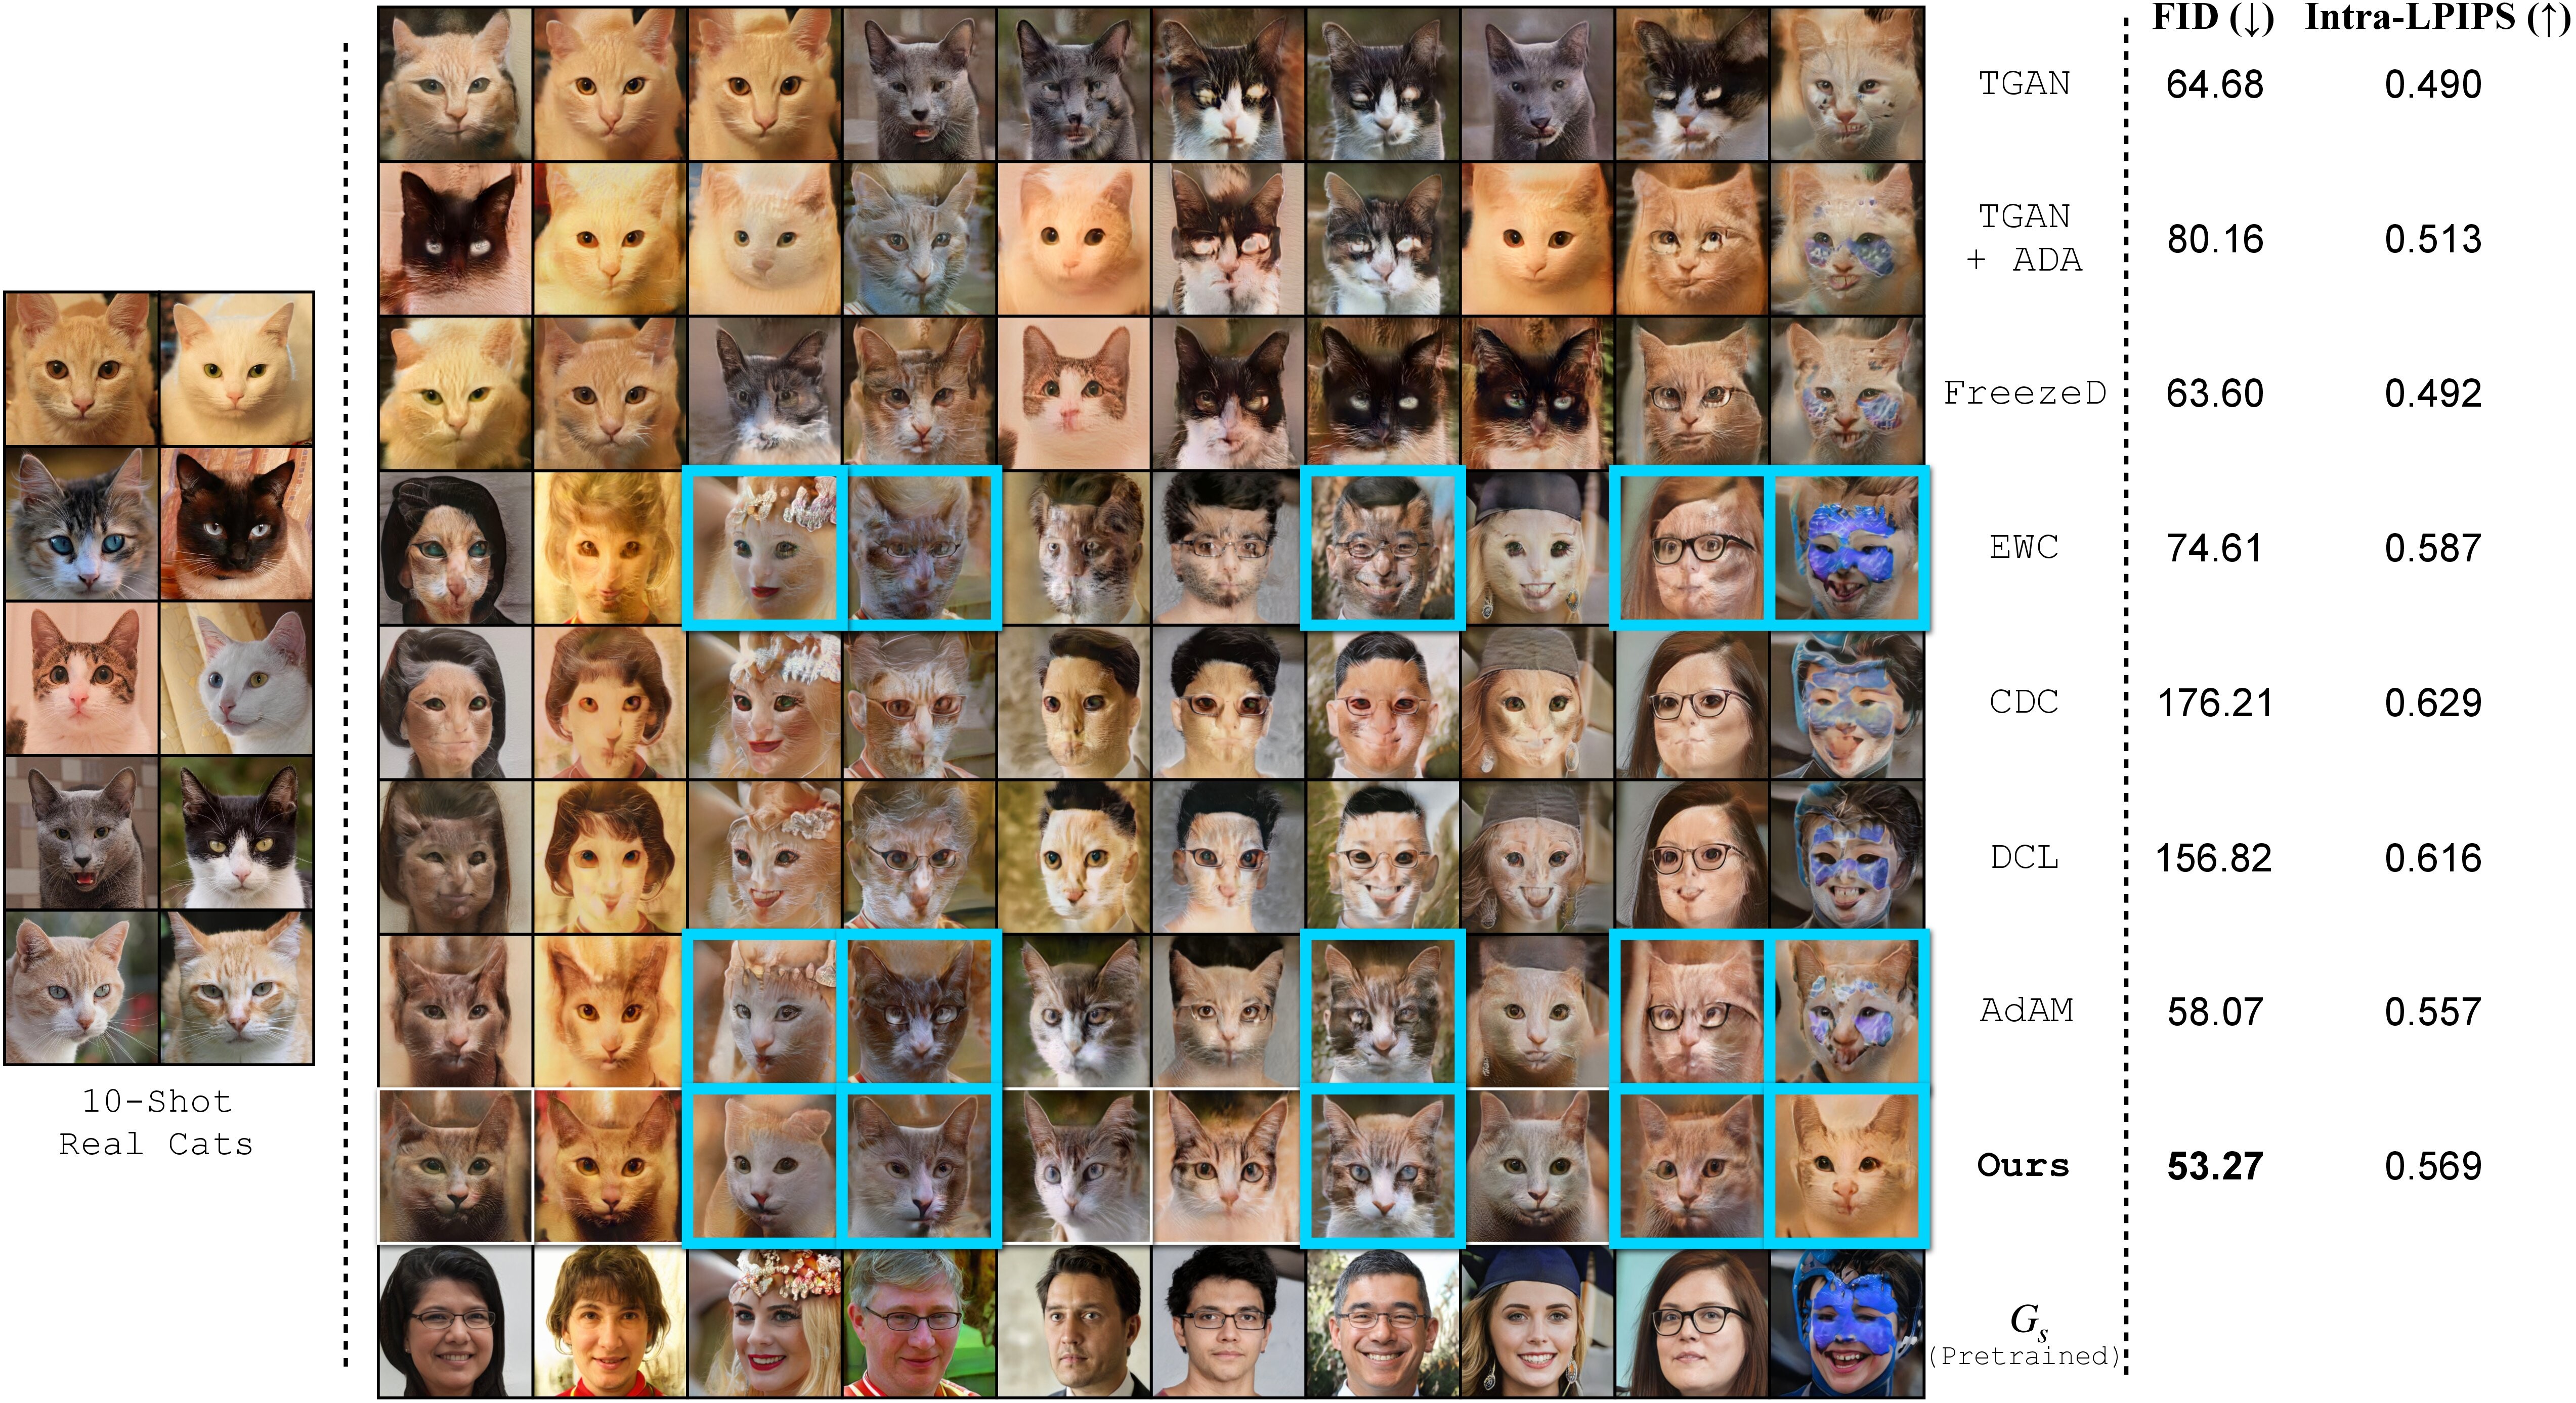 FID (↓) Intra-LPIPS (↑)
TGAN 64.68 0.490
TGAN
+ ADA 80.16 0.513
FreezeD 63.60 0.492
EWC 74.61 0.587
CDC 176.21 0.629
DCL 156.82 0.616
AdAM 58.07 0.557
Ours 53.27 0.569
G_s
(Pretrained)
10-Shot
Real Cats